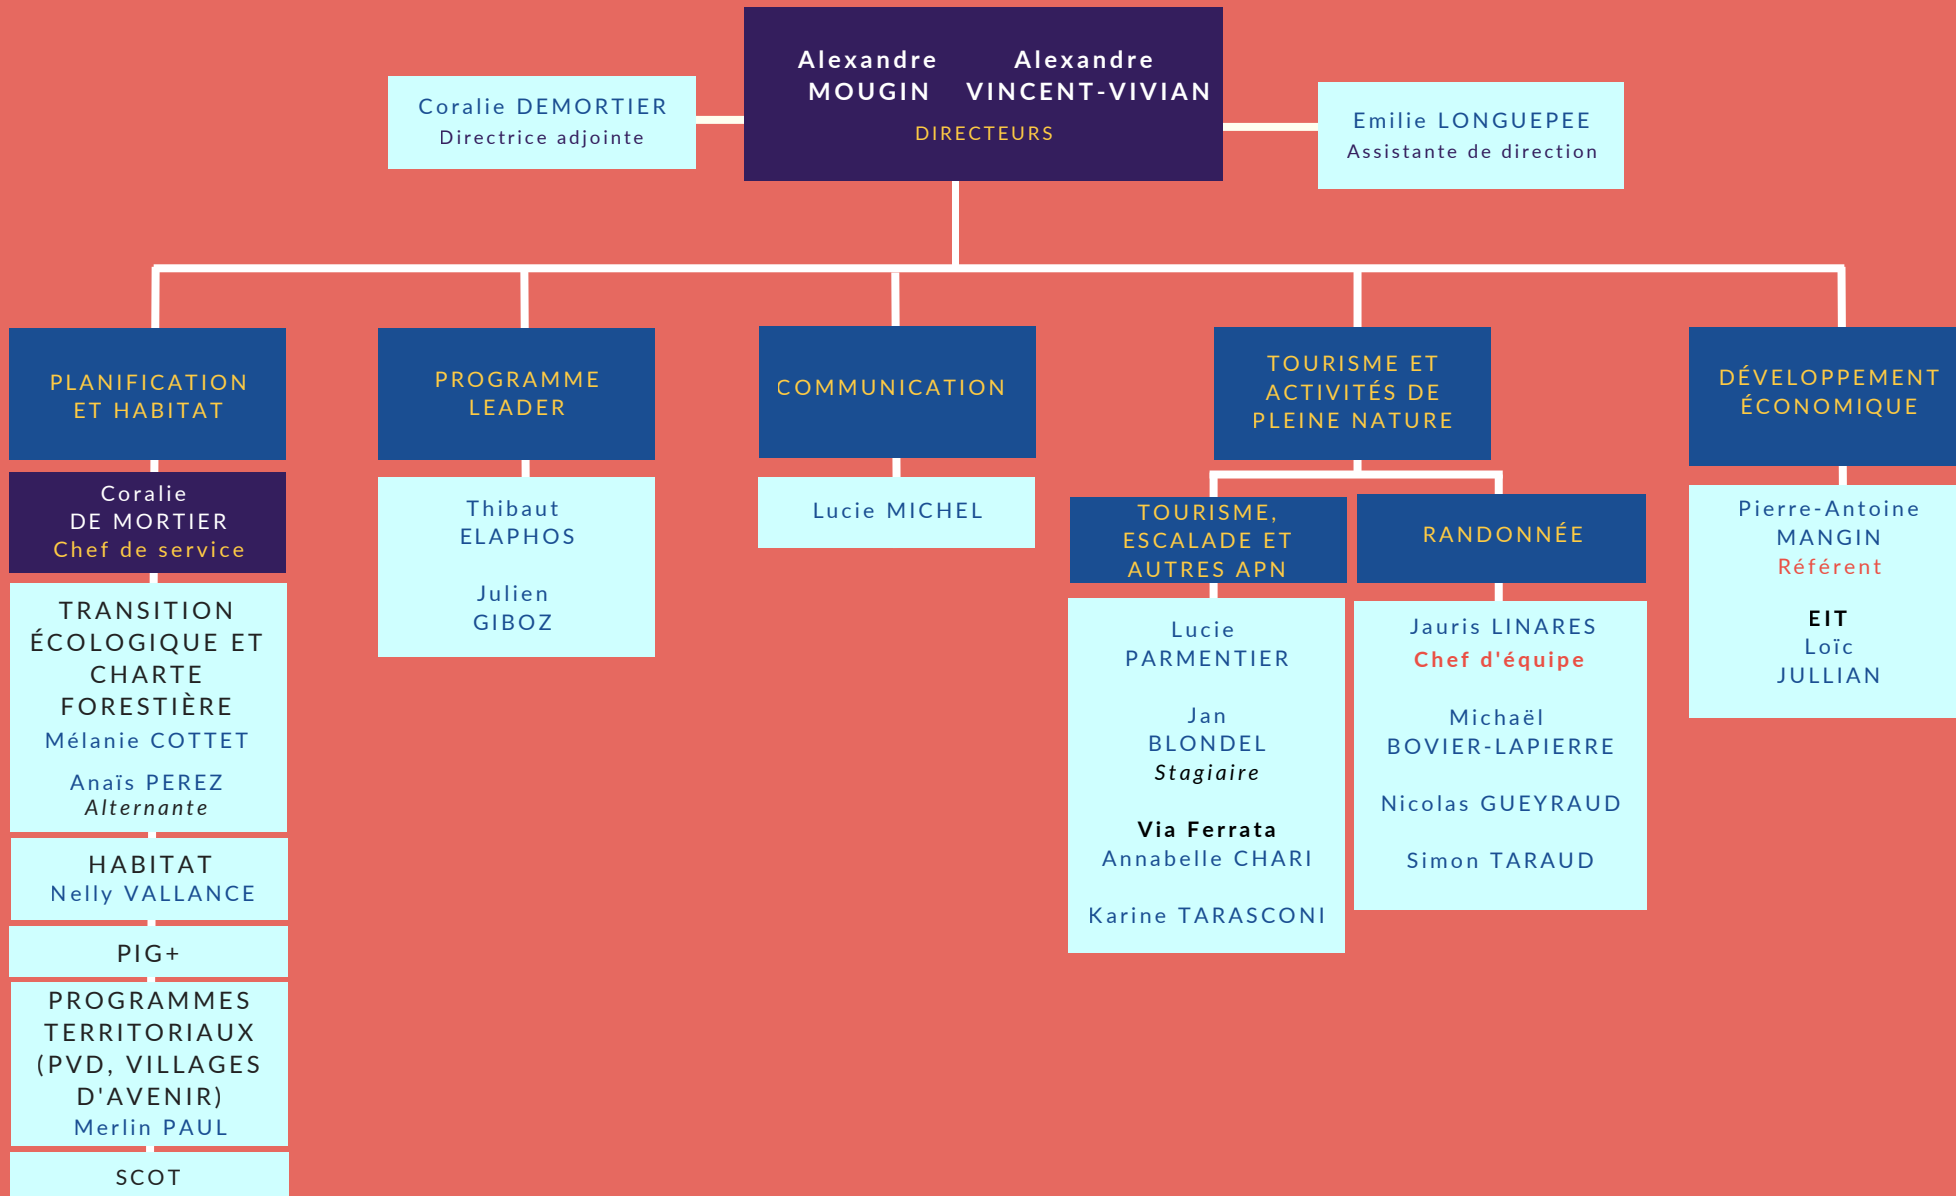 Alexandre
MOUGIN
Alexandre
VINCENT-VIVIAN
DIRECTEURS
Coralie DEMORTIER
Directrice adjointe
Emilie LONGUEPEE
Assistante de direction
PLANIFICATION
ET HABITAT
Coralie
DE MORTIER
Chef de service
TRANSITION
ÉCOLOGIQUE ET
CHARTE
FORESTIÈRE
Mélanie COTTET
Anaïs PEREZ
Alternante
HABITAT
Nelly VALLANCE
PIG+
PROGRAMMES
TERRITORIAUX
(PVD, VILLAGES
D'AVENIR)
Merlin PAUL
SCOT
PROGRAMME
LEADER
Thibaut
ELAPHOS
Julien
GIBOZ
COMMUNICATION
Lucie MICHEL
TOURISME ET
ACTIVITÉS DE
PLEINE NATURE
TOURISME,
ESCALADE ET
AUTRES APN
Lucie
PARMENTIER
Jan
BLONDEL
Stagiaire
Via Ferrata
Annabelle CHARI
Karine TARASCONI
RANDONNÉE
Jauris LINARES
Chef d'équipe
Michaël
BOVIER-LAPIERRE
Nicolas GUEYRAUD
Simon TARAUD
DÉVELOPPEMENT
ÉCONOMIQUE
Pierre-Antoine
MANGIN
Référent
EIT
Loïc
JULLIAN